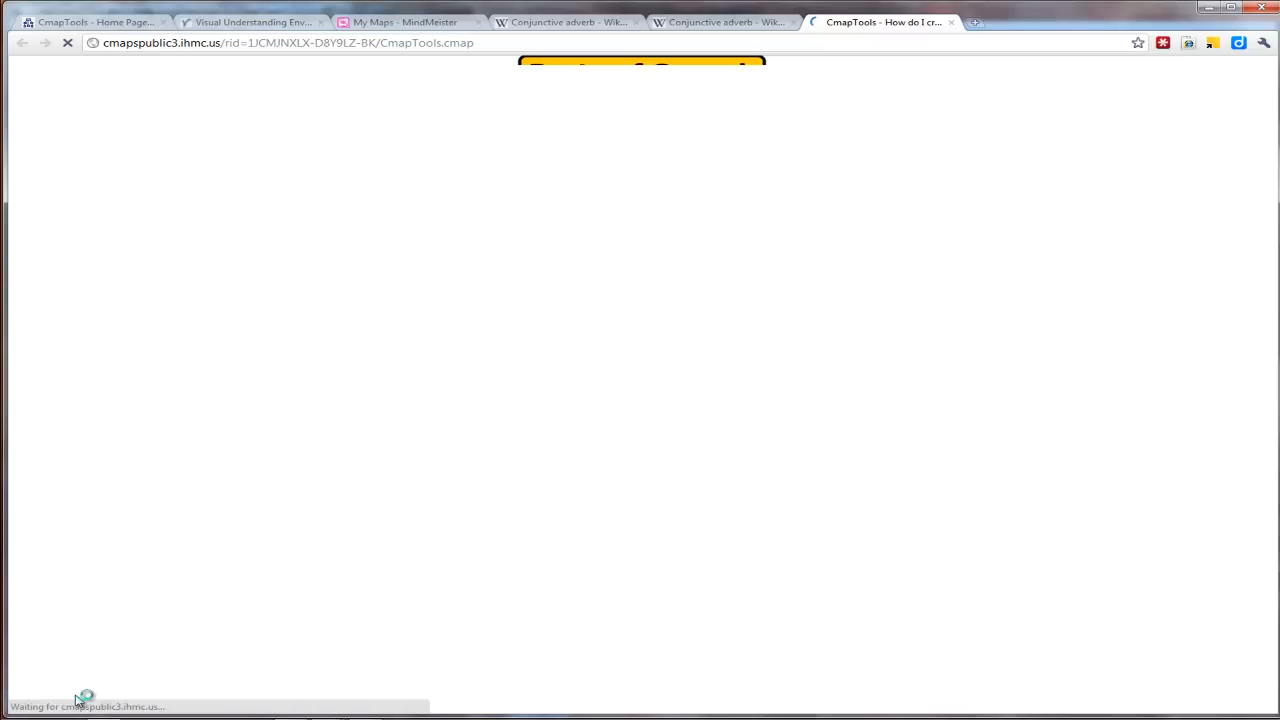 CmapTools - Home Page...
Visual Understanding Env...
My Maps - MindMeister
Conjunctive adverb - Wik...
Conjunctive adverb - Wik...
CmapTools - How do I cr...
cmapspublic3.ihmc.us/rid=1JCMJNXLX-D8Y9LZ-BK/CmapTools.cmap
Waiting for cmapspublic3.ihmc.us...